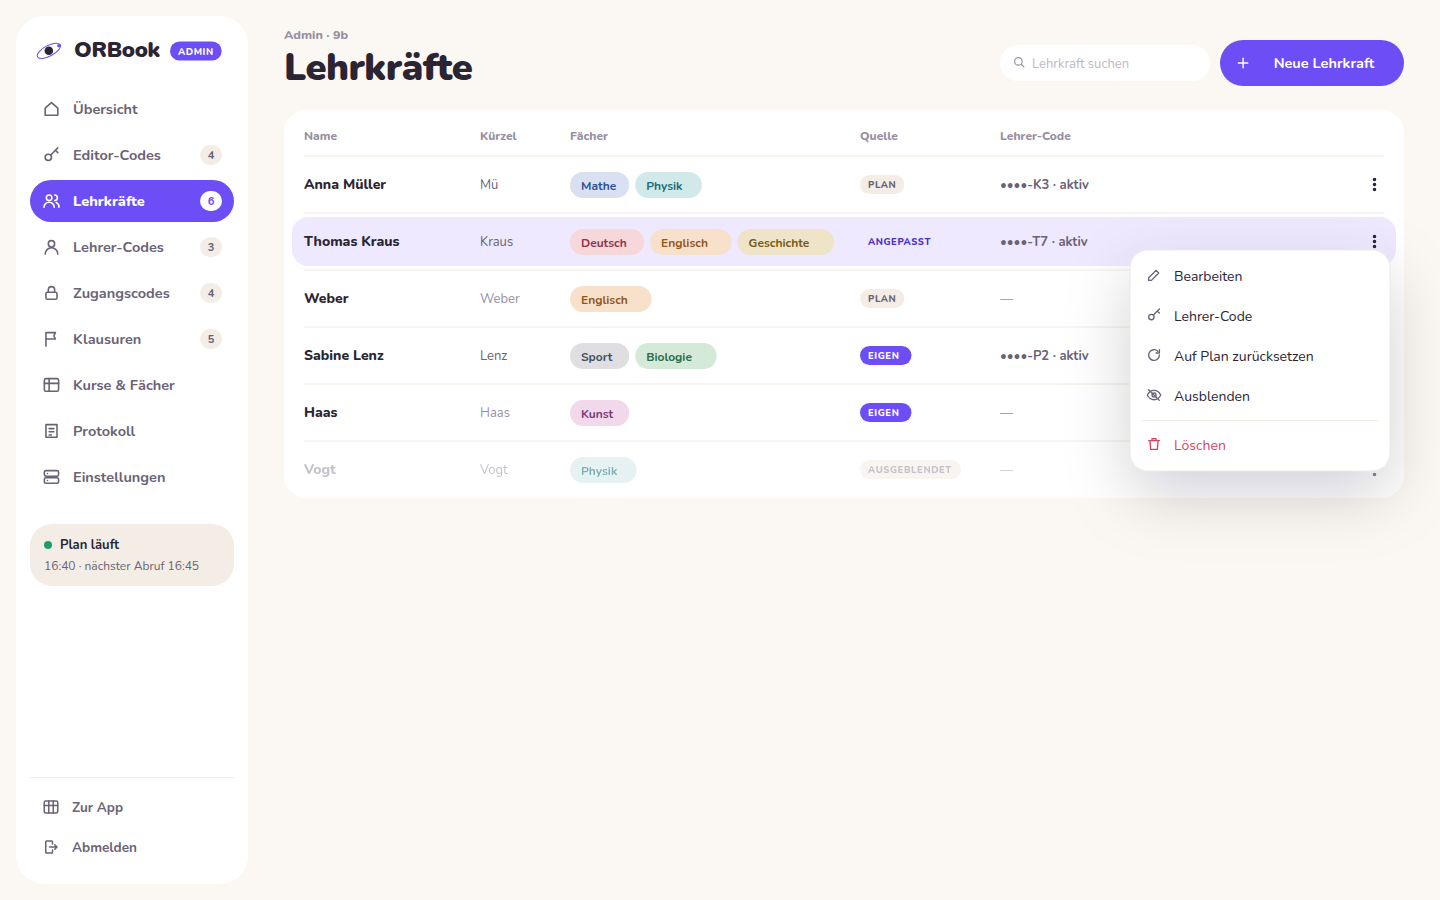 ORBook ADMIN
Übersicht
Editor-Codes 4
Lehrkräfte 6
Lehrer-Codes 3
Zugangscodes 4
Klausuren 5
Kurse & Fächer
Protokoll
Einstellungen
Plan läuft
16:40 · nächster Abruf 16:45
Zur App
Abmelden
Admin · 9b
Lehrkräfte
Lehrkraft suchen
+ Neue Lehrkraft
Name Kürzel Fächer Quelle Lehrer-Code
Anna Müller Mü Mathe Physik PLAN ••••-K3 · aktiv
Thomas Kraus Kraus Deutsch Englisch Geschichte ANGEPASST ••••-T7 · aktiv
Weber Weber Englisch PLAN —
Sabine Lenz Lenz Sport Biologie EIGEN ••••-P2 · aktiv
Haas Haas Kunst EIGEN —
Vogt Vogt Physik AUSGEBLENDET —
Bearbeiten
Lehrer-Code
Auf Plan zurücksetzen
Ausblenden
Löschen